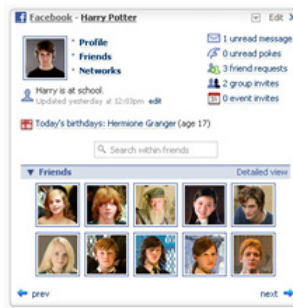 Facebook - Harry Potter
Edit X
Profile
Friends
Networks
1 unread message
0 unread pokes
3 friend requests
2 group invites
0 event invites
Harry is at school.
Updated yesterday at 12:03pm edit
Today's birthdays: Hermione Granger (age 17)
Search within friends
Friends
Detailed view
prev
next